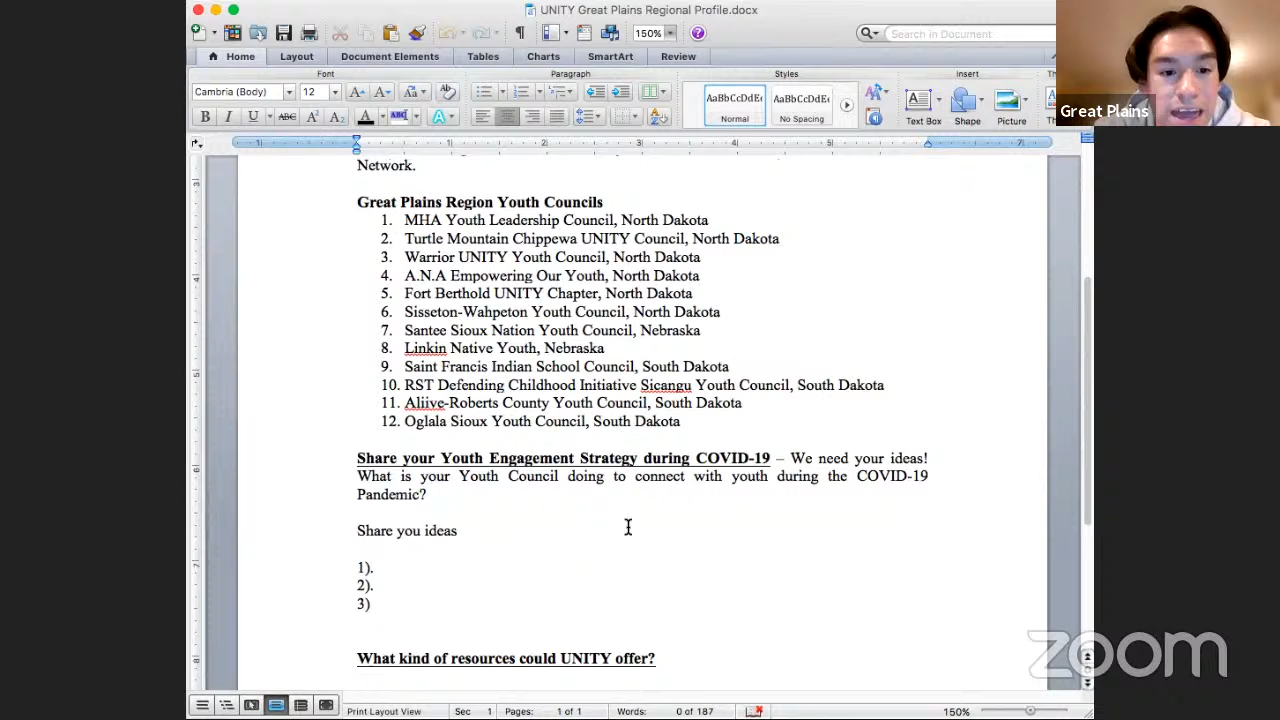 UNITY Great Plains Regional Profile.docx
150%
Search in Document
Home Layout Document Elements Tables Charts SmartArt Review
Font Paragraph Styles Insert
Cambria (Body) 12
AaBbCcDdE
Normal
AaBbCcDdE
No Spacing
Text Box Shape Picture
B I U ABC A² A₂
Great Plains
Network.
Great Plains Region Youth Councils
1. MHA Youth Leadership Council, North Dakota
2. Turtle Mountain Chippewa UNITY Council, North Dakota
3. Warrior UNITY Youth Council, North Dakota
4. A.N.A Empowering Our Youth, North Dakota
5. Fort Berthold UNITY Chapter, North Dakota
6. Sisseton-Wahpeton Youth Council, North Dakota
7. Santee Sioux Nation Youth Council, Nebraska
8. Linkin Native Youth, Nebraska
9. Saint Francis Indian School Council, South Dakota
10. RST Defending Childhood Initiative Sicangu Youth Council, South Dakota
11. Aliive-Roberts County Youth Council, South Dakota
12. Oglala Sioux Youth Council, South Dakota
Share your Youth Engagement Strategy during COVID-19 – We need your ideas!
What is your Youth Council doing to connect with youth during the COVID-19
Pandemic?
Share you ideas
1).
2).
3)
What kind of resources could UNITY offer?
zoom
Print Layout View Sec 1 Pages: 1 of 1 Words: 0 of 187 150%